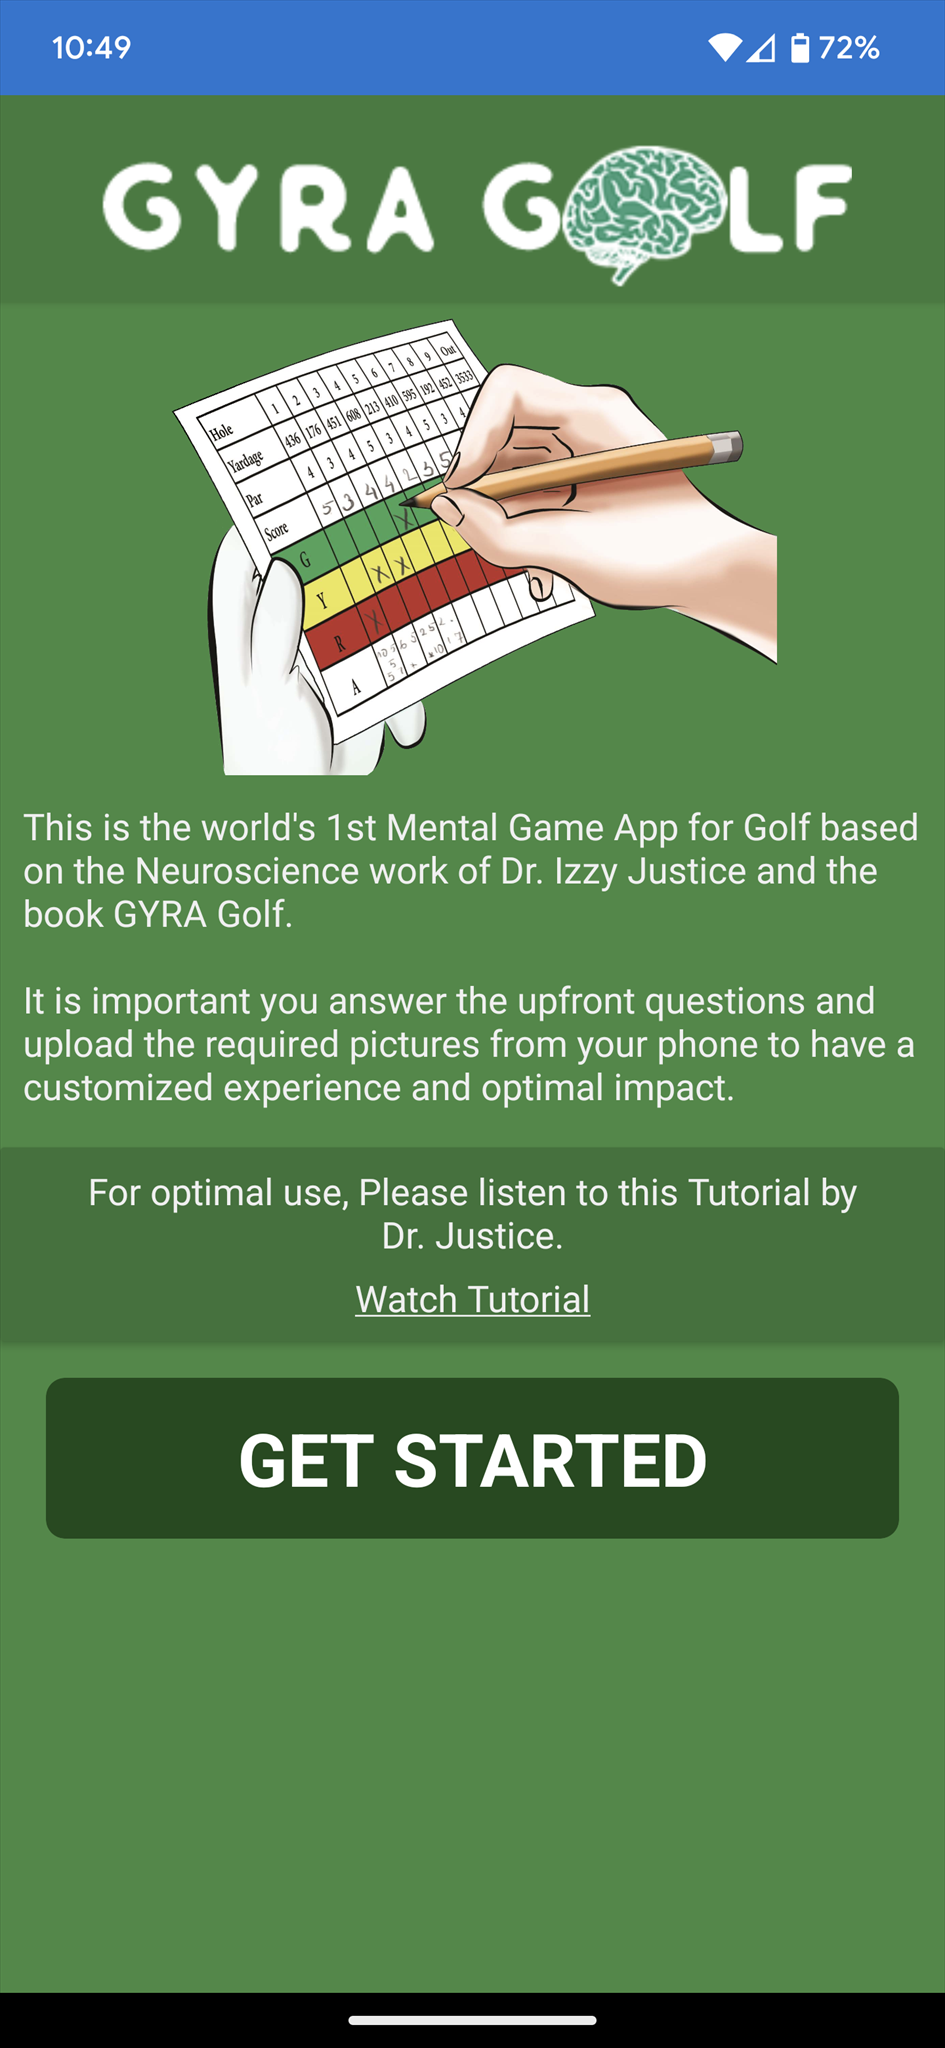 10:49
72%
GYRA GOLF
Hole 1 2 3 4 5 6 7 8 9 Out
Yardage 436 176 451 608 213 410 595 192 452 3533
Par 4 3 4 5 3 4 5 3 4
Score 5 3 4 4 2 5
G X
Y X X
R X
A
This is the world's 1st Mental Game App for Golf based
on the Neuroscience work of Dr. Izzy Justice and the
book GYRA Golf.
It is important you answer the upfront questions and
upload the required pictures from your phone to have a
customized experience and optimal impact.
For optimal use, Please listen to this Tutorial by
Dr. Justice.
Watch Tutorial
GET STARTED